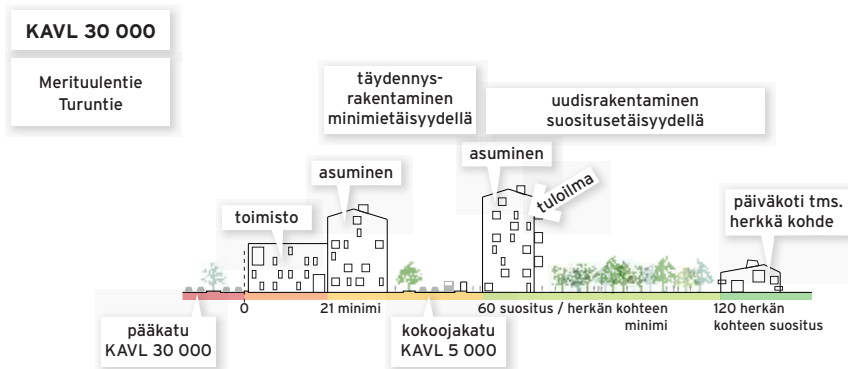 KAVL 30 000
Merituulentie
Turuntie
täydennys-
rakentaminen
minimietäisyydellä
uudisrakentaminen
suositusetäisyydellä
asuminen
asuminen
tuloilma
toimisto
päiväkoti tms.
herkkä kohde
0
21 minimi
60 suositus / herkän kohteen
minimi
120 herkän
kohteen suositus
pääkatu
KAVL 30 000
kokoojakatu
KAVL 5 000